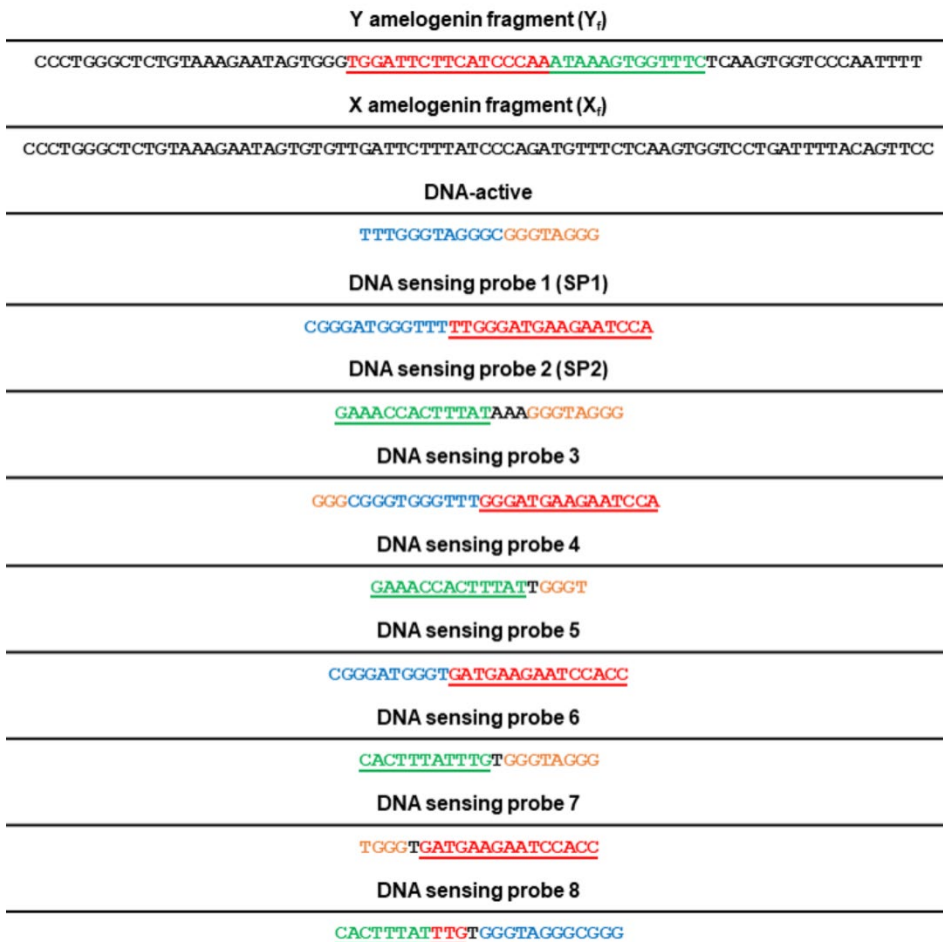 Y amelogenin fragment (Yf)
CCCTGGGCTCTGTAAAGAATAGTGGGTGGATTCTTCATCCCAAATAAAGTGGTTTCTCAAGTGGTCCCAATTTT
X amelogenin fragment (Xf)
CCCTGGGCTCTGTAAAGAATAGTGTGTTGATTCTTTATCCCAGATGTTTCTCAAGTGGTCCTGATTTTACAGTTCC
DNA-active
TTTGGGTAGGGCGGGTAGGG
DNA sensing probe 1 (SP1)
CGGGATGGGTTTTTGGGATGAAGAATCCA
DNA sensing probe 2 (SP2)
GAAACCACTTTATAAAGGGTAGGG
DNA sensing probe 3
GGGCGGGTGGGTTTGGGATGAAGAATCCA
DNA sensing probe 4
GAAACCACTTTATTGGGT
DNA sensing probe 5
CGGGATGGGTGATGAAGAATCCACC
DNA sensing probe 6
CACTTTATTTGTGGGTAGGG
DNA sensing probe 7
TGGGTGATGAAGAATCCACC
DNA sensing probe 8
CACTTTATTTGTGGGTAGGGCGGG